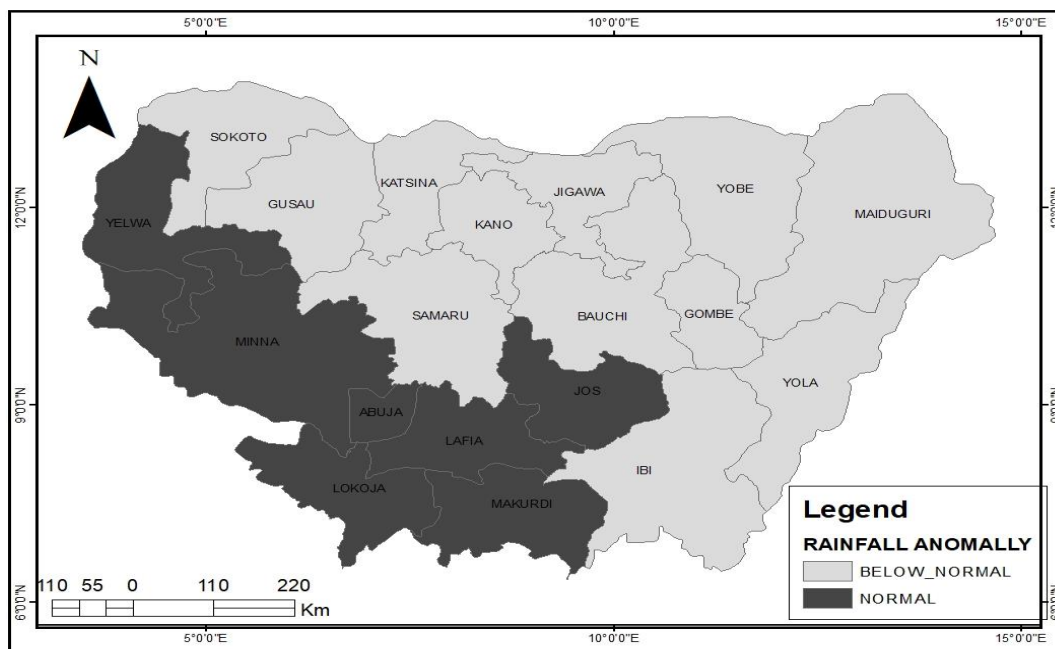 5°0'0"E 10°0'0"E 15°0'0"E
N
SOKOTO
KATSINA
YOBE
JIGAWA
GUSAU
MAIDUGURI
12°0'0"N
YELWA
KANO
SAMARU
BAUCHI
GOMBE
MINNA
YOLA
JOS
9°0'0"N
ABUJA
LAFIA
IBI
LOKOJA
MAKURDI
Legend
RAINFALL ANOMALLY
BELOW_NORMAL
NORMAL
110 55 0 110 220
Km
6°0'0"N
5°0'0"E 10°0'0"E 15°0'0"E